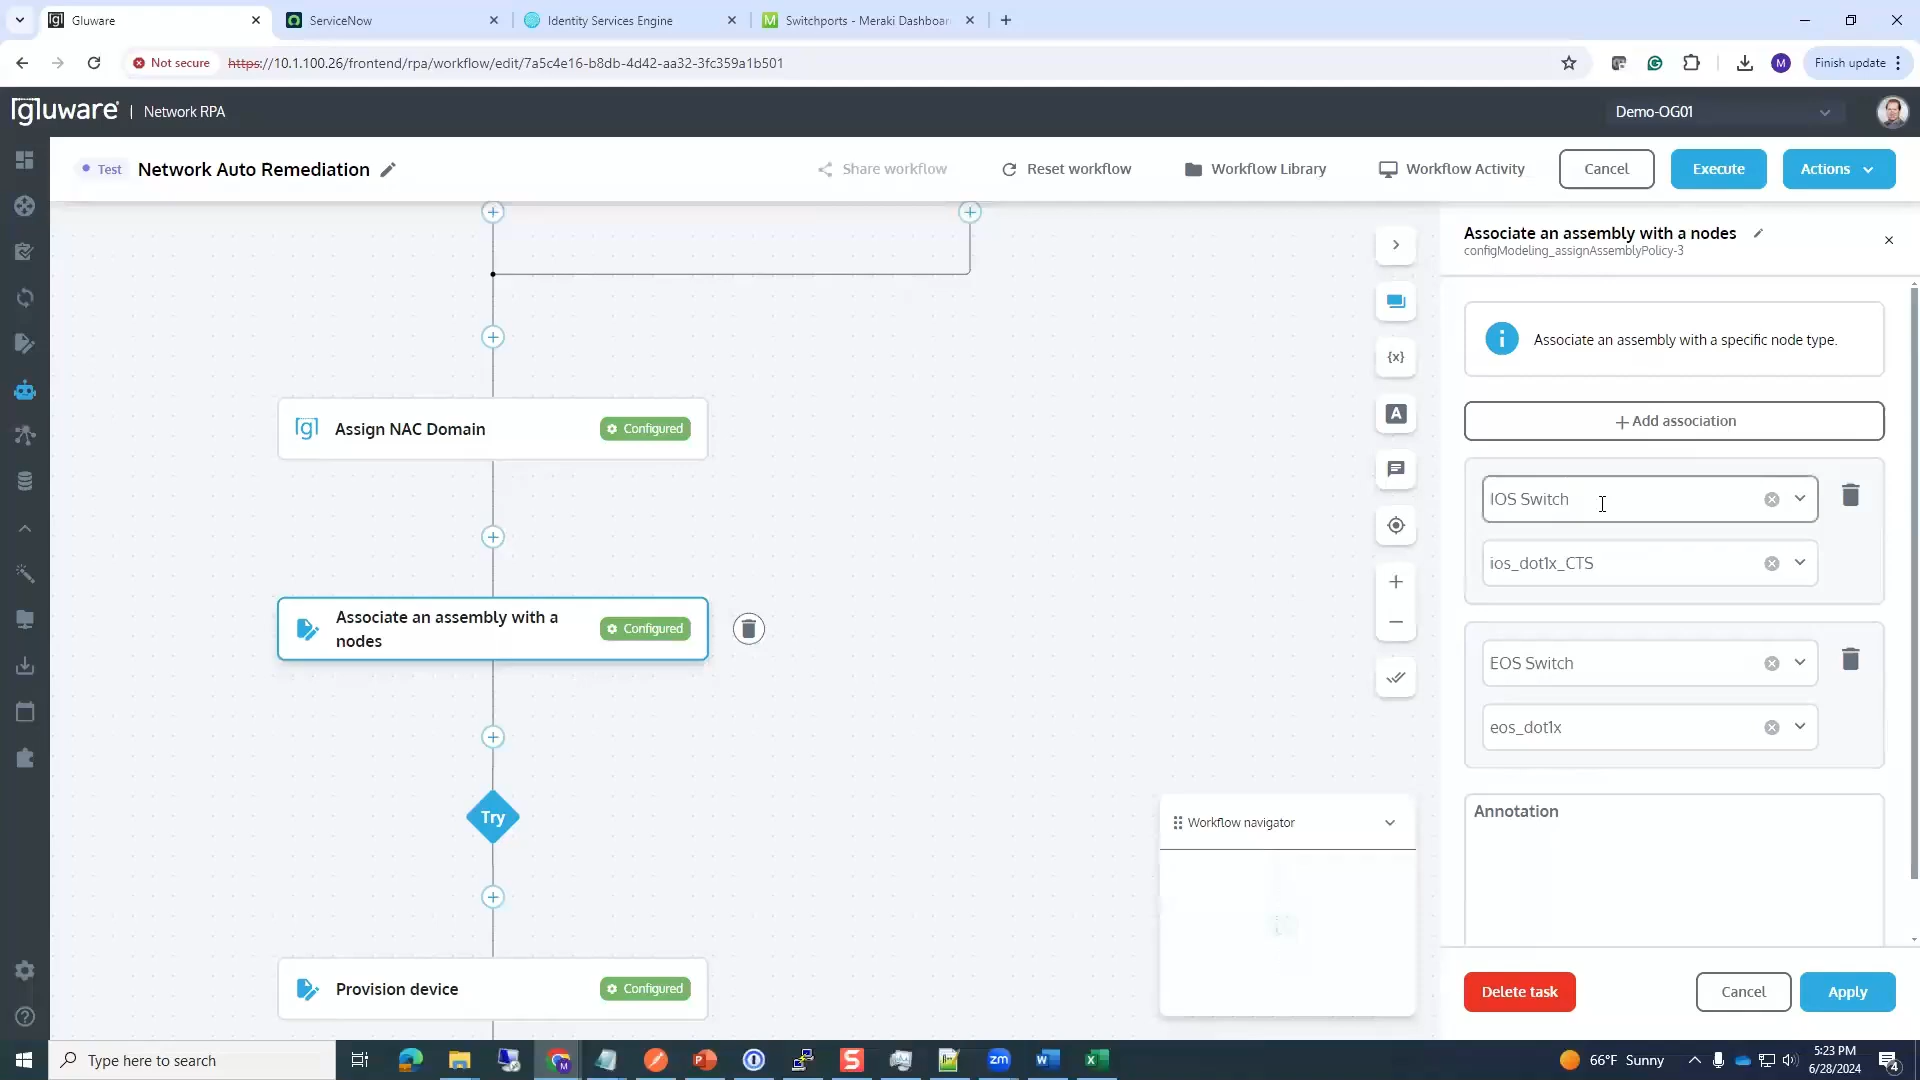 Gluware
ServiceNow
Identity Services Engine
Switchports - Meraki Dashboar
Not secure
https://10.1.100.26/frontend/rpa/workflow/edit/7a5c4e16-b8db-4d42-aa32-3fc359a1b501
M
Finish update
[gluware
Network RPA
Demo-OG01
Test
Network Auto Remediation
Share workflow
Reset workflow
Workflow Library
Workflow Activity
Cancel
Execute
Actions
Associate an assembly with a nodes
configModeling_assignAssemblyPolicy-3
Associate an assembly with a specific node type.
{x}
A
Add association
[g]
Assign NAC Domain
Configured
IOS Switch
ios_dot1x_CTS
Associate an assembly with a
nodes
Configured
EOS Switch
eos_dot1x
Try
Annotation
Workflow navigator
Provision device
Configured
Delete task
Cancel
Apply
Type here to search
66°F Sunny
5:23 PM
6/28/2024
4